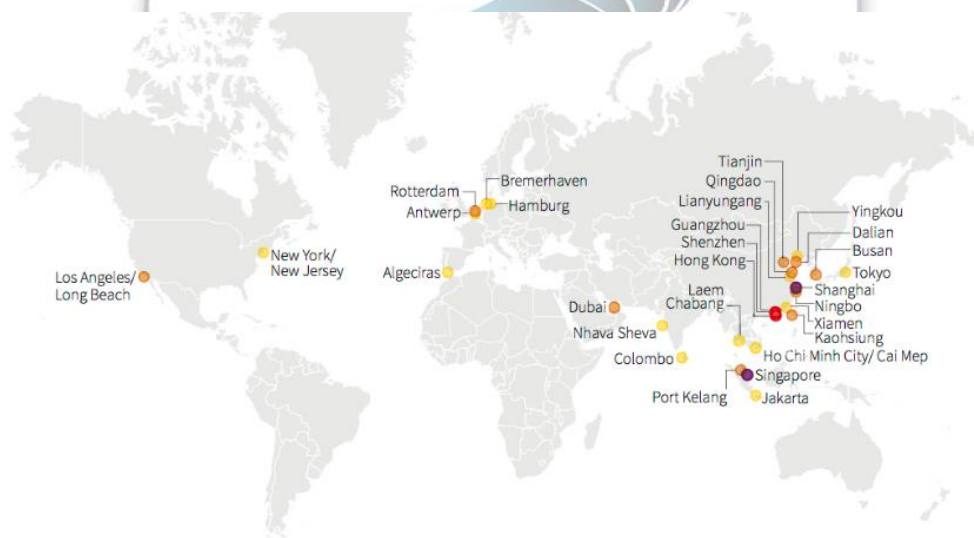 Tianjin
Qingdao
Rotterdam
Bremerhaven
Lianyungang
Antwerp
Hamburg
Yingkou
Guangzhou
Dalian
Shenzhen
Busan
New York/
New Jersey
Algeciras
Hong Kong
Tokyo
Los Angeles/
Long Beach
Laem
Chabang
Shanghai
Dubai
Ningbo
Xiamen
Nhava Sheva
Kaohsiung
Colombo
Ho Chi Minh City/ Cai Mep
Singapore
Port Kelang
Jakarta